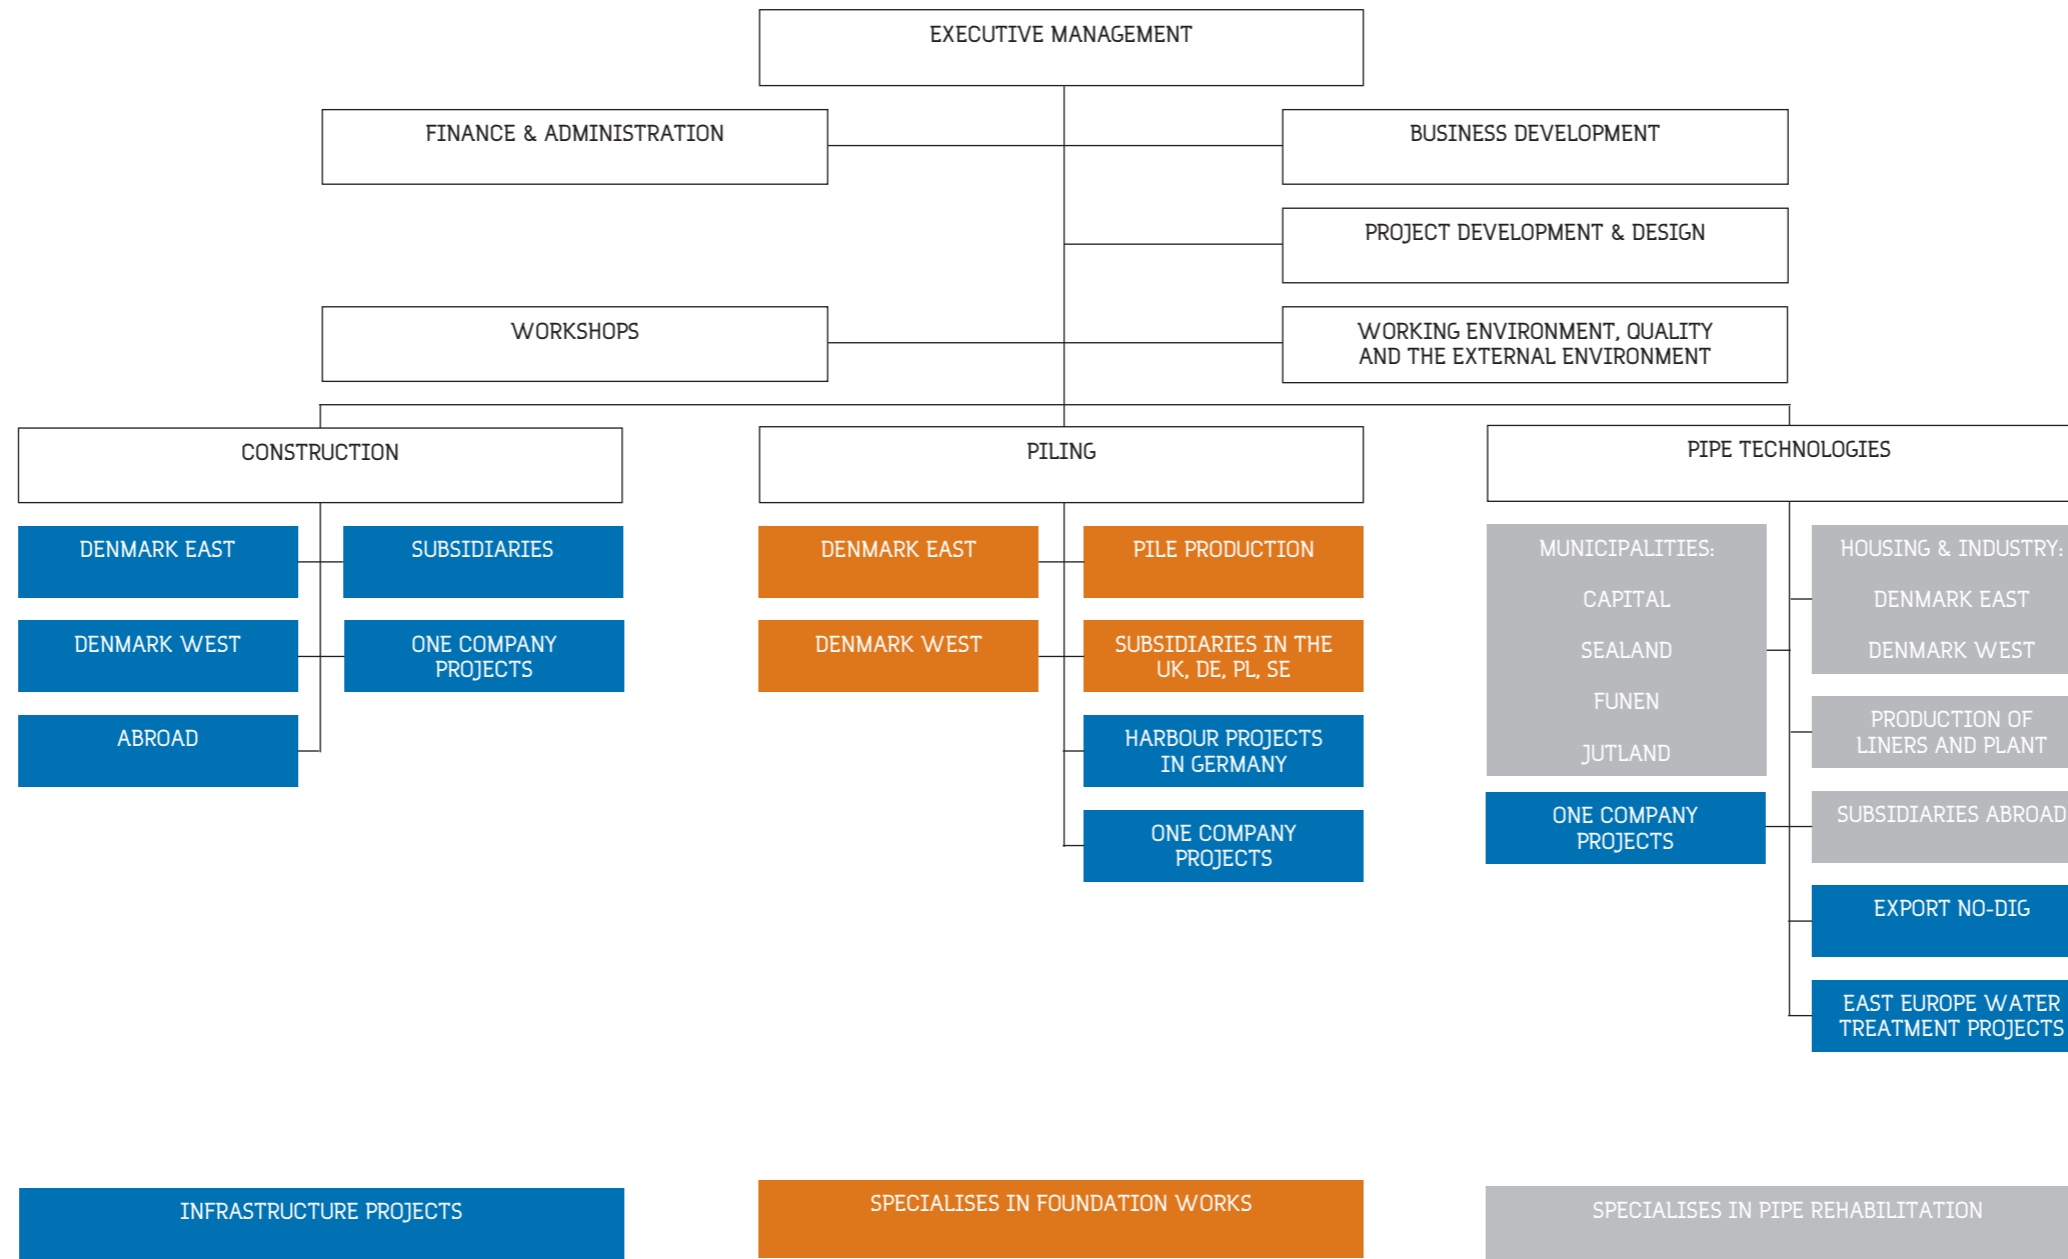 EXECUTIVE MANAGEMENT
FINANCE & ADMINISTRATION
BUSINESS DEVELOPMENT
PROJECT DEVELOPMENT & DESIGN
WORKSHOPS
WORKING ENVIRONMENT, QUALITY
AND THE EXTERNAL ENVIRONMENT
CONSTRUCTION
DENMARK EAST
SUBSIDIARIES
DENMARK WEST
ONE COMPANY
PROJECTS
ABROAD
PILING
DENMARK EAST
PILE PRODUCTION
DENMARK WEST
SUBSIDIARIES IN THE
UK, DE, PL, SE
HARBOUR PROJECTS
IN GERMANY
ONE COMPANY
PROJECTS
PIPE TECHNOLOGIES
MUNICIPALITIES:
CAPITAL
SEALAND
FUNEN
JUTLAND
HOUSING & INDUSTRY:
DENMARK EAST
DENMARK WEST
PRODUCTION OF
LINERS AND PLANT
ONE COMPANY
PROJECTS
SUBSIDIARIES ABROAD
EXPORT NO-DIG
EAST EUROPE WATER
TREATMENT PROJECTS
INFRASTRUCTURE PROJECTS
SPECIALISES IN FOUNDATION WORKS
SPECIALISES IN PIPE REHABILITATION